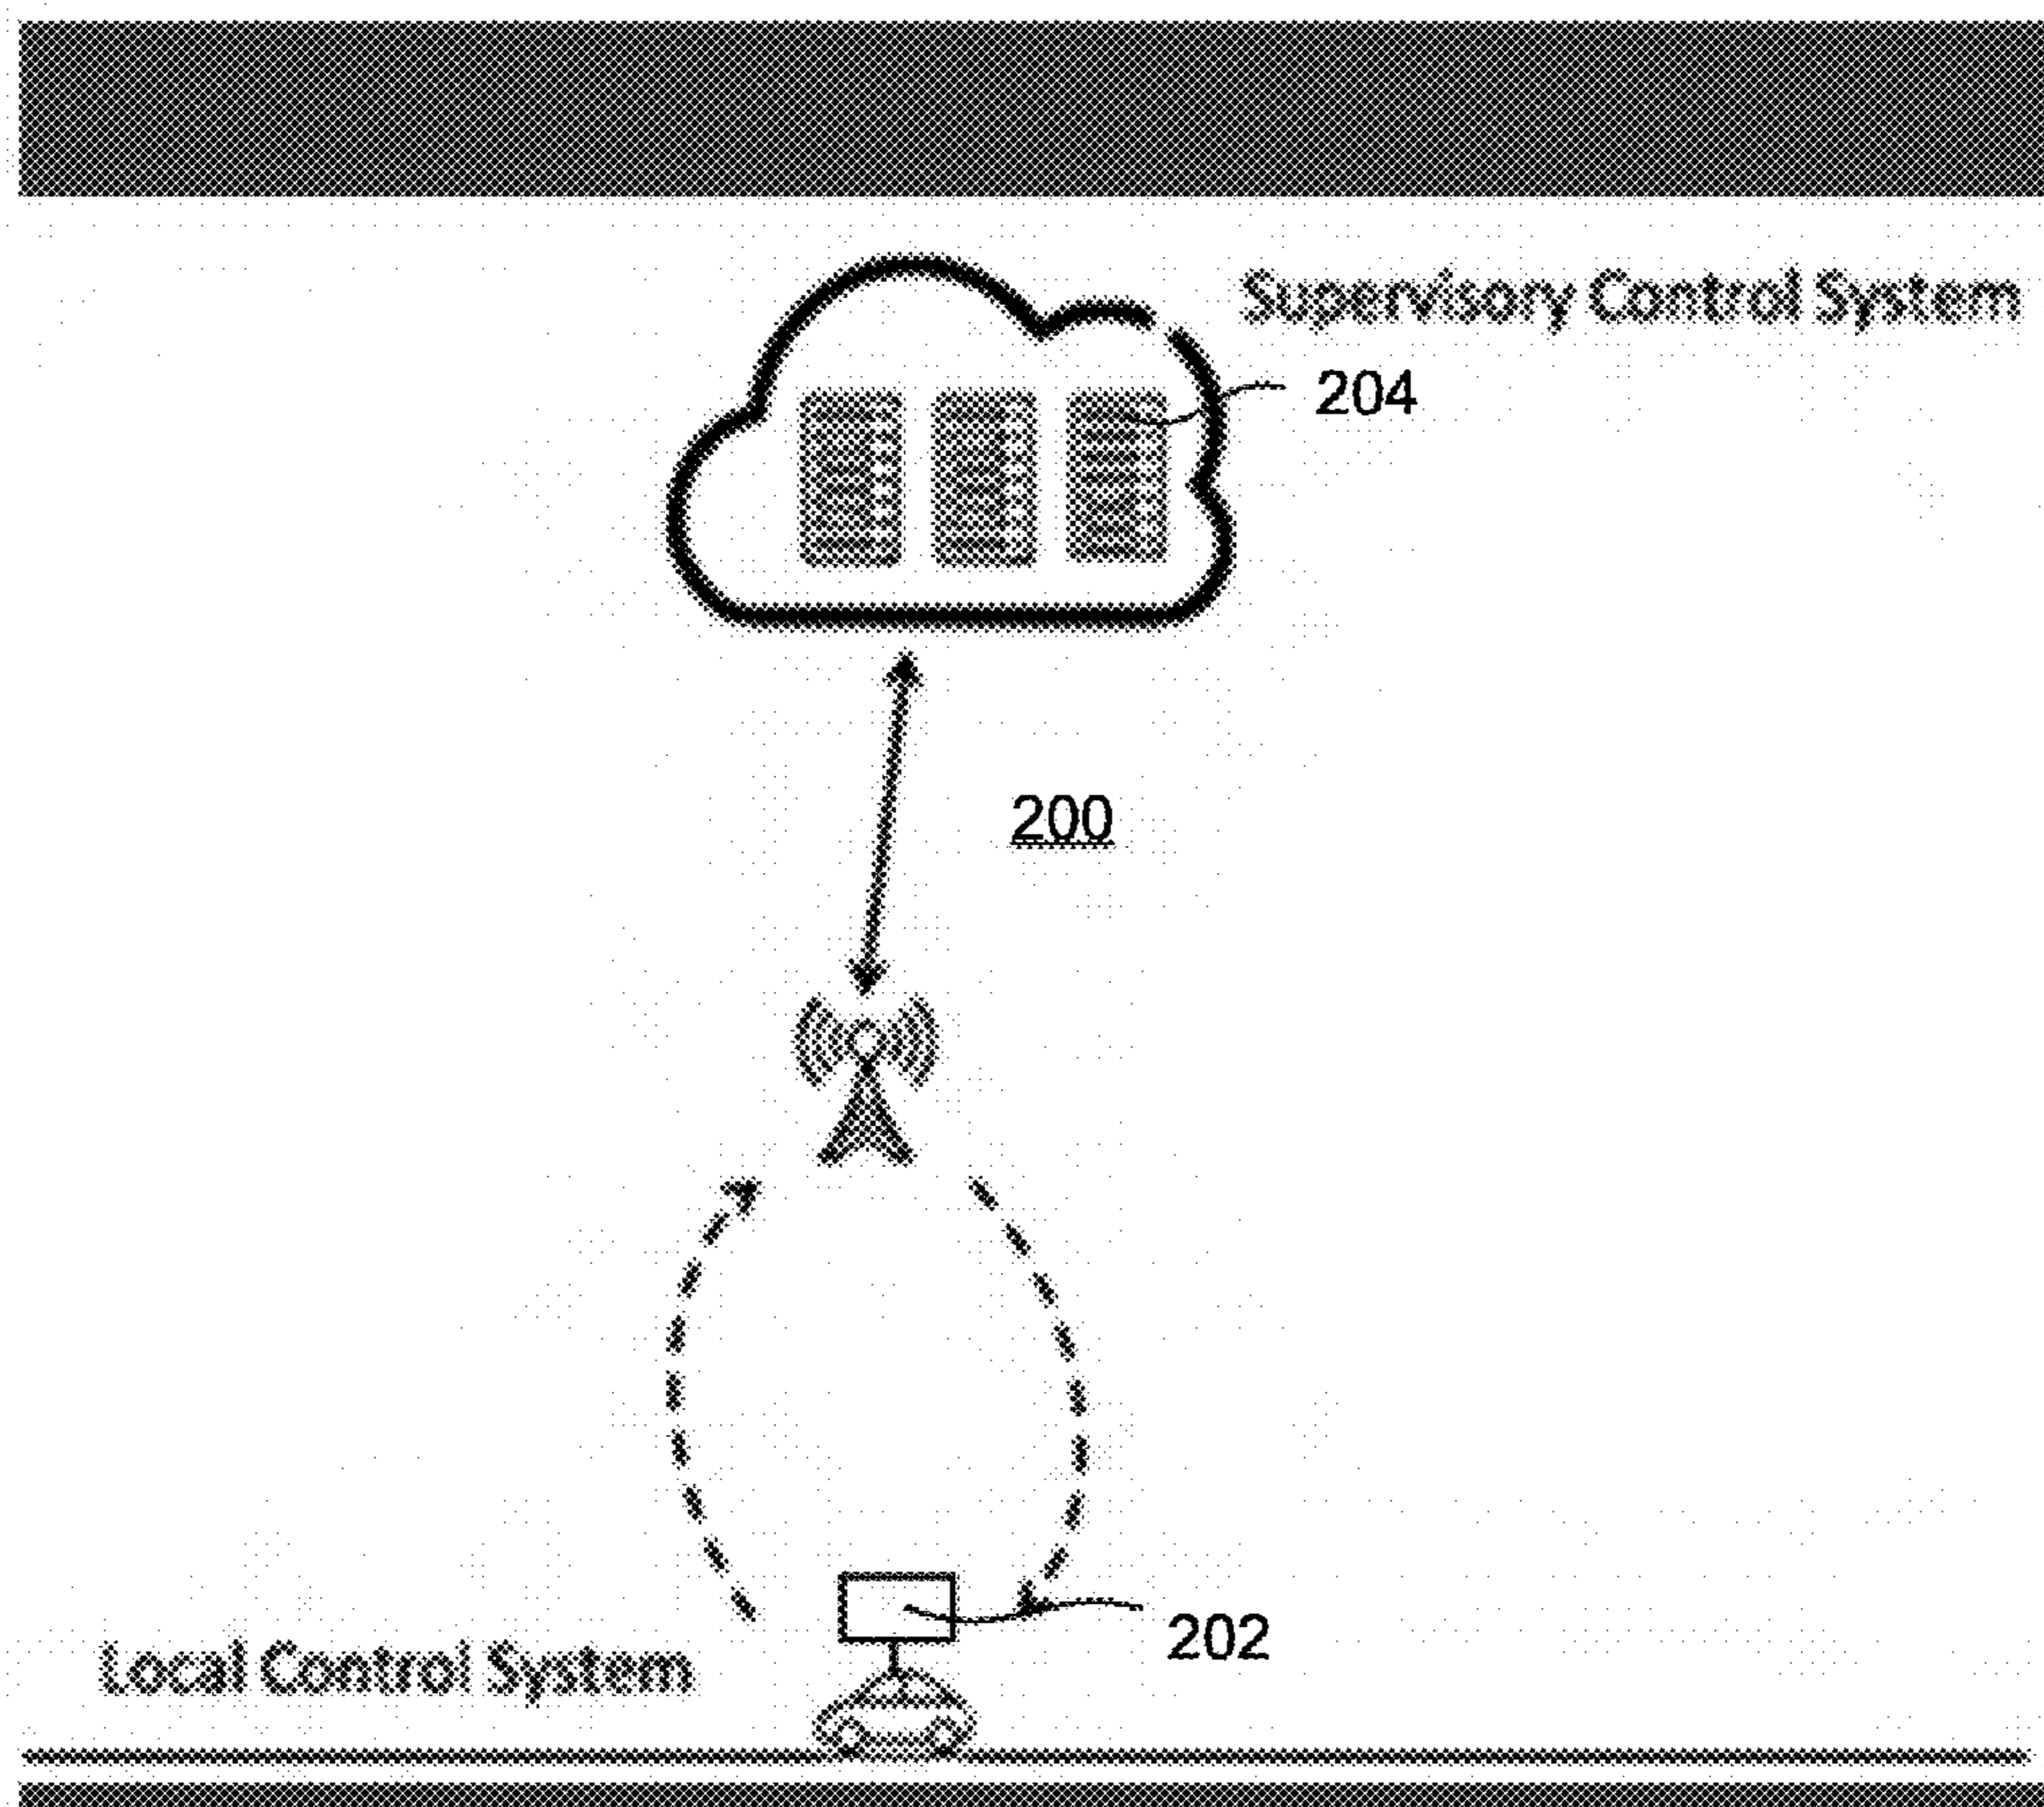 Supervisory Control System
204
200
202
Local Control System